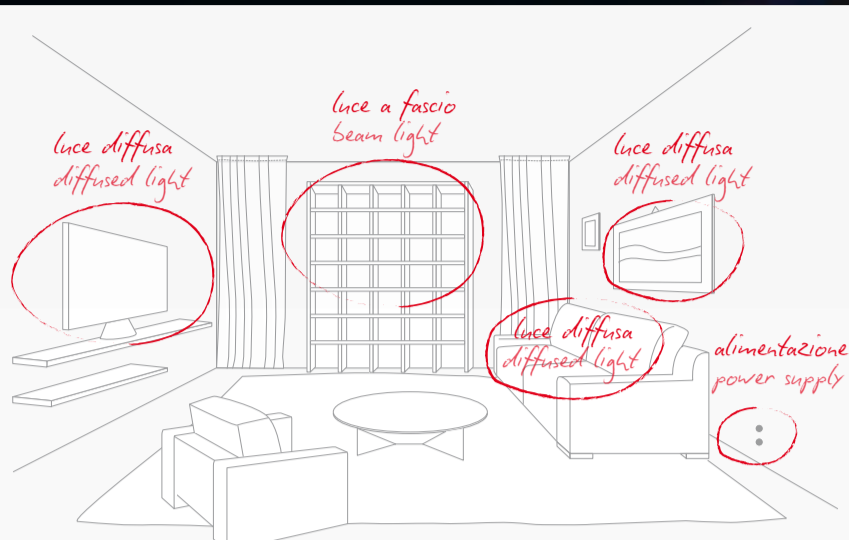 luce a fascio
beam light
luce diffusa
diffused light
luce diffusa
diffused light
luce diffusa
diffused light
alimentazione
power supply